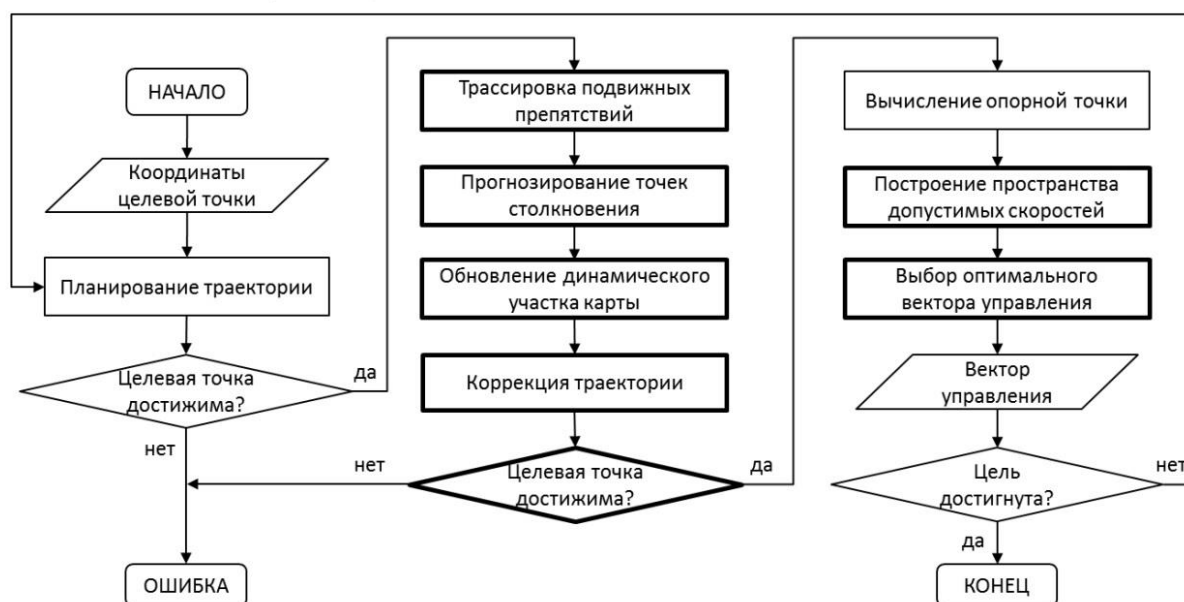 НАЧАЛО
Координаты
целевой точки
Планирование траектории
Целевая точка
достижима?
да
нет
ОШИБКА
Трассировка подвижных
препятствий
Прогнозирование точек
столкновения
Обновление динамического
участка карты
Коррекция траектории
Целевая точка
достижима?
нет
да
Вычисление опорной точки
Построение пространства
допустимых скоростей
Выбор оптимального
вектора управления
Вектор
управления
Цель
достигнута?
нет
да
КОНЕЦ